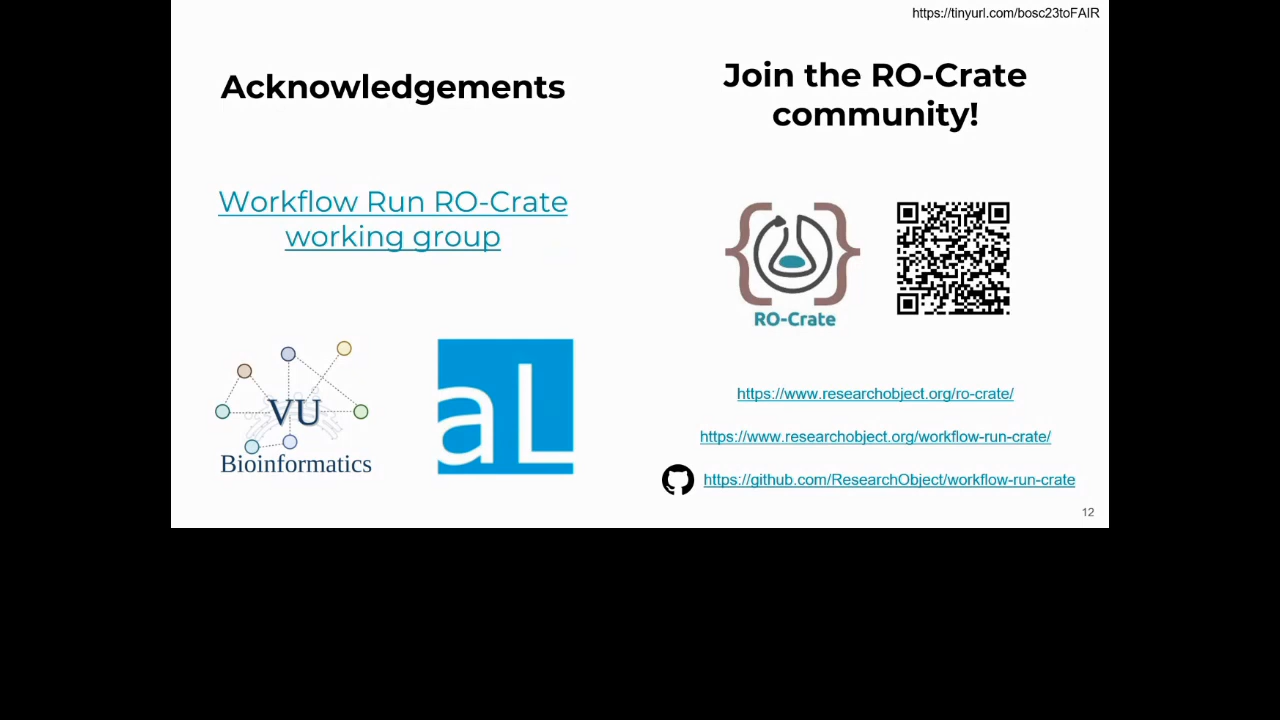 https://tinyurl.com/bosc23toFAIR
Acknowledgements
Workflow Run RO-Crate
working group
VU
Bioinformatics
aL
Join the RO-Crate
community!
RO-Crate
https://www.researchobject.org/ro-crate/
https://www.researchobject.org/workflow-run-crate/
https://github.com/ResearchObject/workflow-run-crate
12